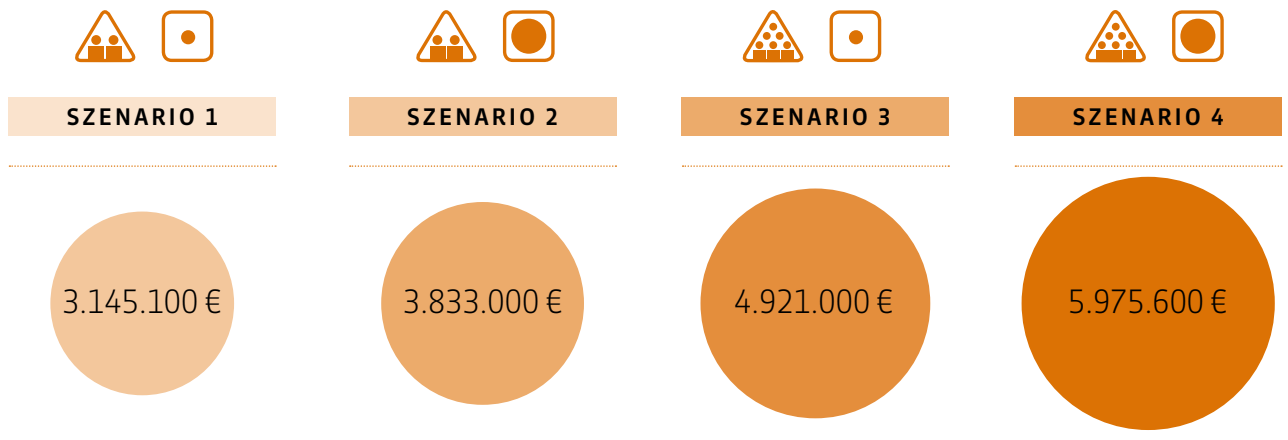 SZENARIO 1
SZENARIO 2
SZENARIO 3
SZENARIO 4
3.145.100 €
3.833.000 €
4.921.000 €
5.975.600 €